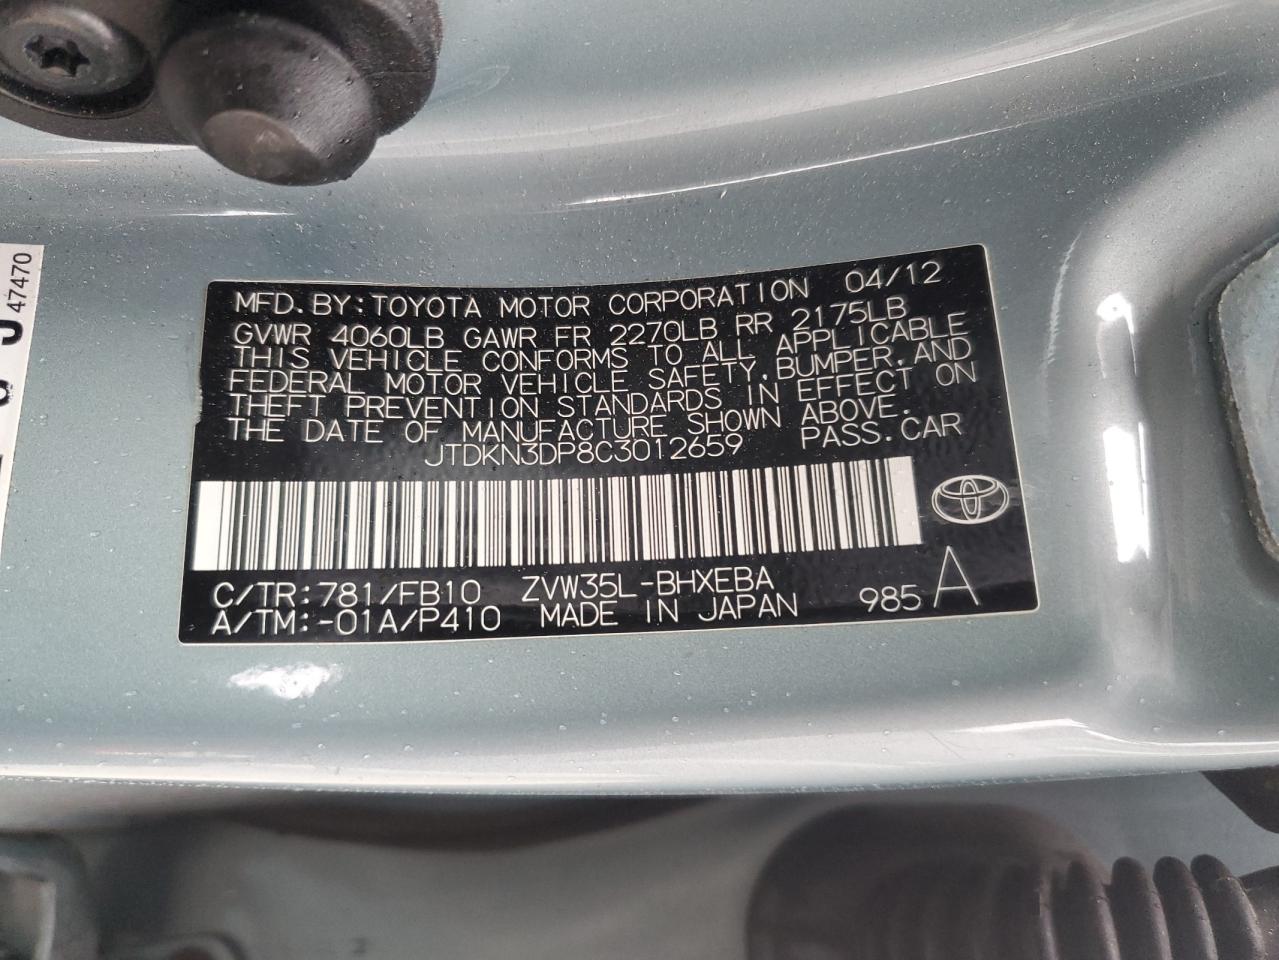 47470
MFD. BY: TOYOTA MOTOR CORPORATION 04/12
GVWR 4060LB GAWR FR 2270LB RR 2175LB
THIS VEHICLE CONFORMS TO ALL APPLICABLE
FEDERAL MOTOR VEHICLE SAFETY, BUMPER, AND
THEFT PREVENTION STANDARDS IN EFFECT ON
THE DATE OF MANUFACTURE SHOWN ABOVE.
JTDKN3DP8C3012659 PASS. CAR
C/TR: 781/FB10 ZVW35L-BHXEBA
A/TM: -01A/P410 MADE IN JAPAN 985 A